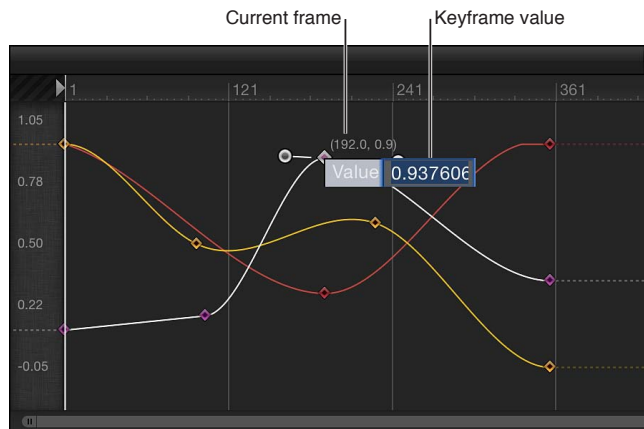 Current frame Keyframe value
1 121 241 361
1.05
(192.0, 0.9)
Value 0.937606
0.78
0.50
0.22
-0.05